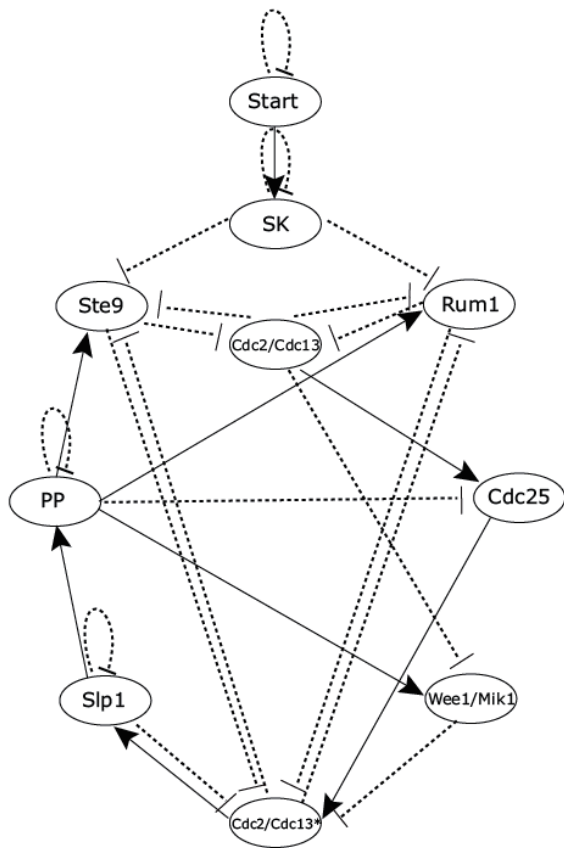 Start
SK
Ste9
Rum1
Cdc2/Cdc13
PP
Cdc25
Slp1
Wee1/Mik1
Cdc2/Cdc13*